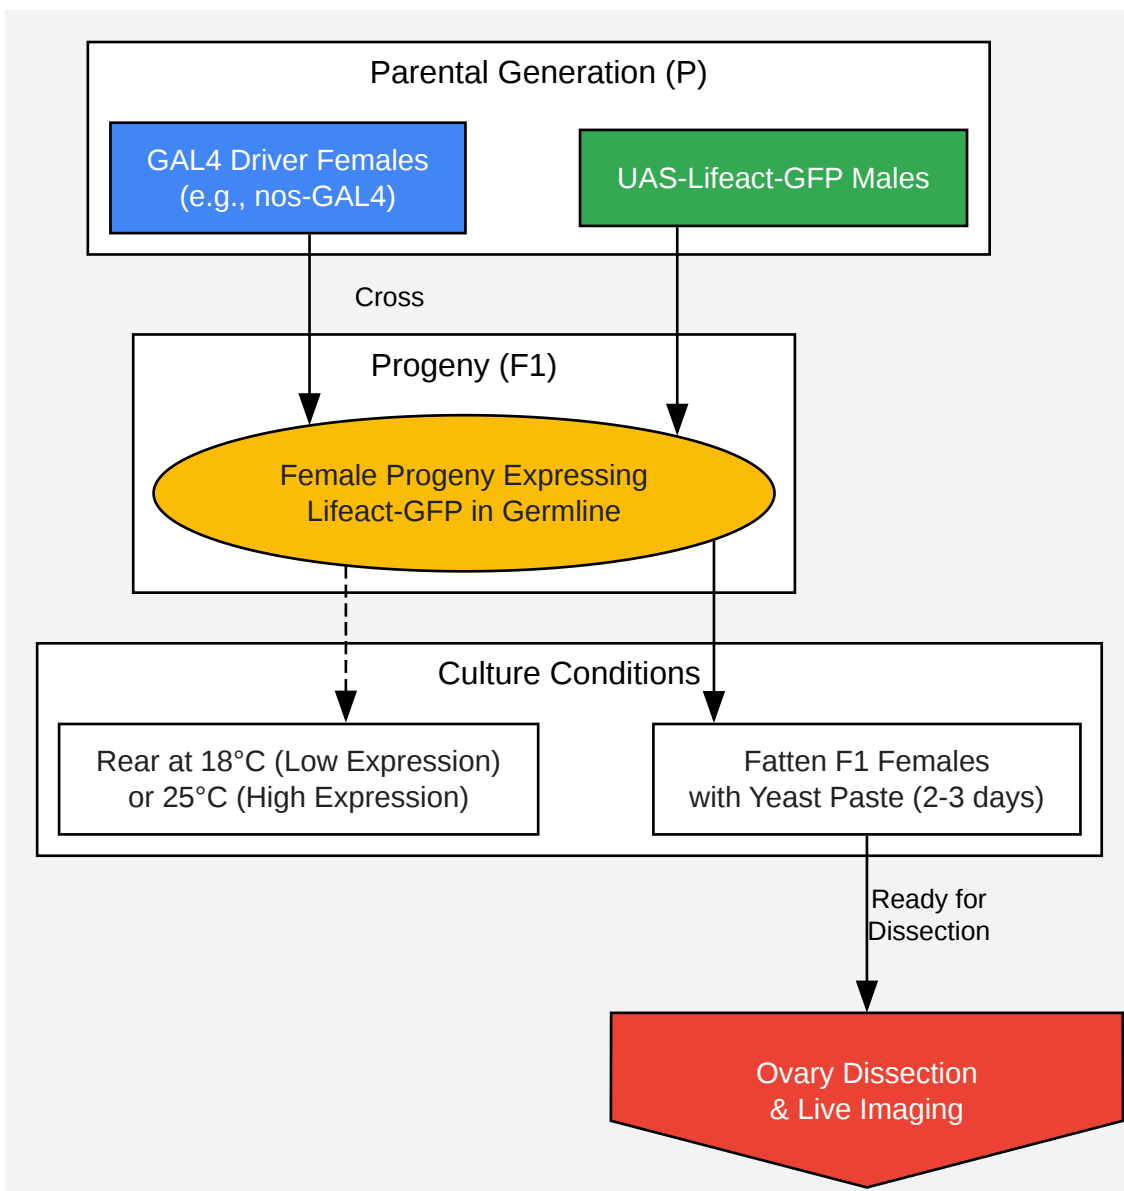 Parental Generation (P)
GAL4 Driver Females
(e.g., nos-GAL4)
UAS-Lifeact-GFP Males
Cross
Progeny (F1)
Female Progeny Expressing
Lifeact-GFP in Germline
Culture Conditions
Rear at 18°C (Low Expression)
or 25°C (High Expression)
Fatten F1 Females
with Yeast Paste (2-3 days)
Ready for
Dissection
Ovary Dissection
& Live Imaging